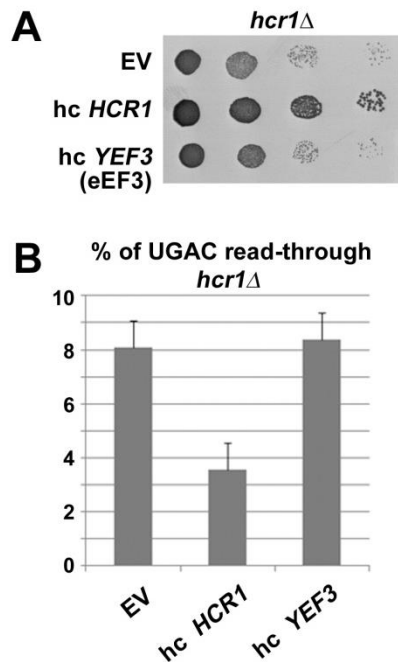 A
hcr1Δ
EV
hc HCR1
hc YEF3
(eEF3)
B
% of UGAC read-through
hcr1Δ
10
8
6
4
2
0
EV
hc HCR1
hc YEF3